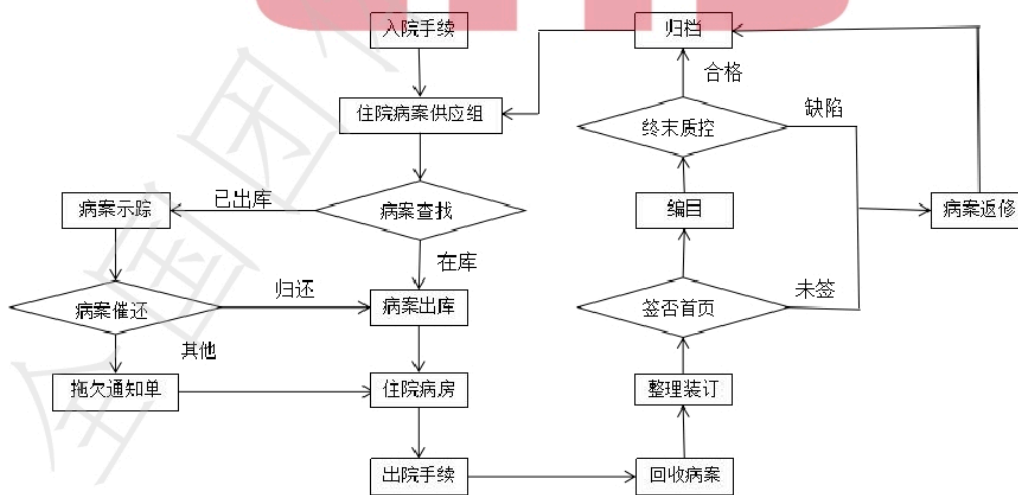 入院手续
归档
合格
住院病案供应组
终末质控
缺陷
病案示踪
已出库
病案查找
编目
病案返修
在库
病案催还
归还
病案出库
签否首页
未签
其他
拖欠通知单
住院病房
整理装订
出院手续
回收病案